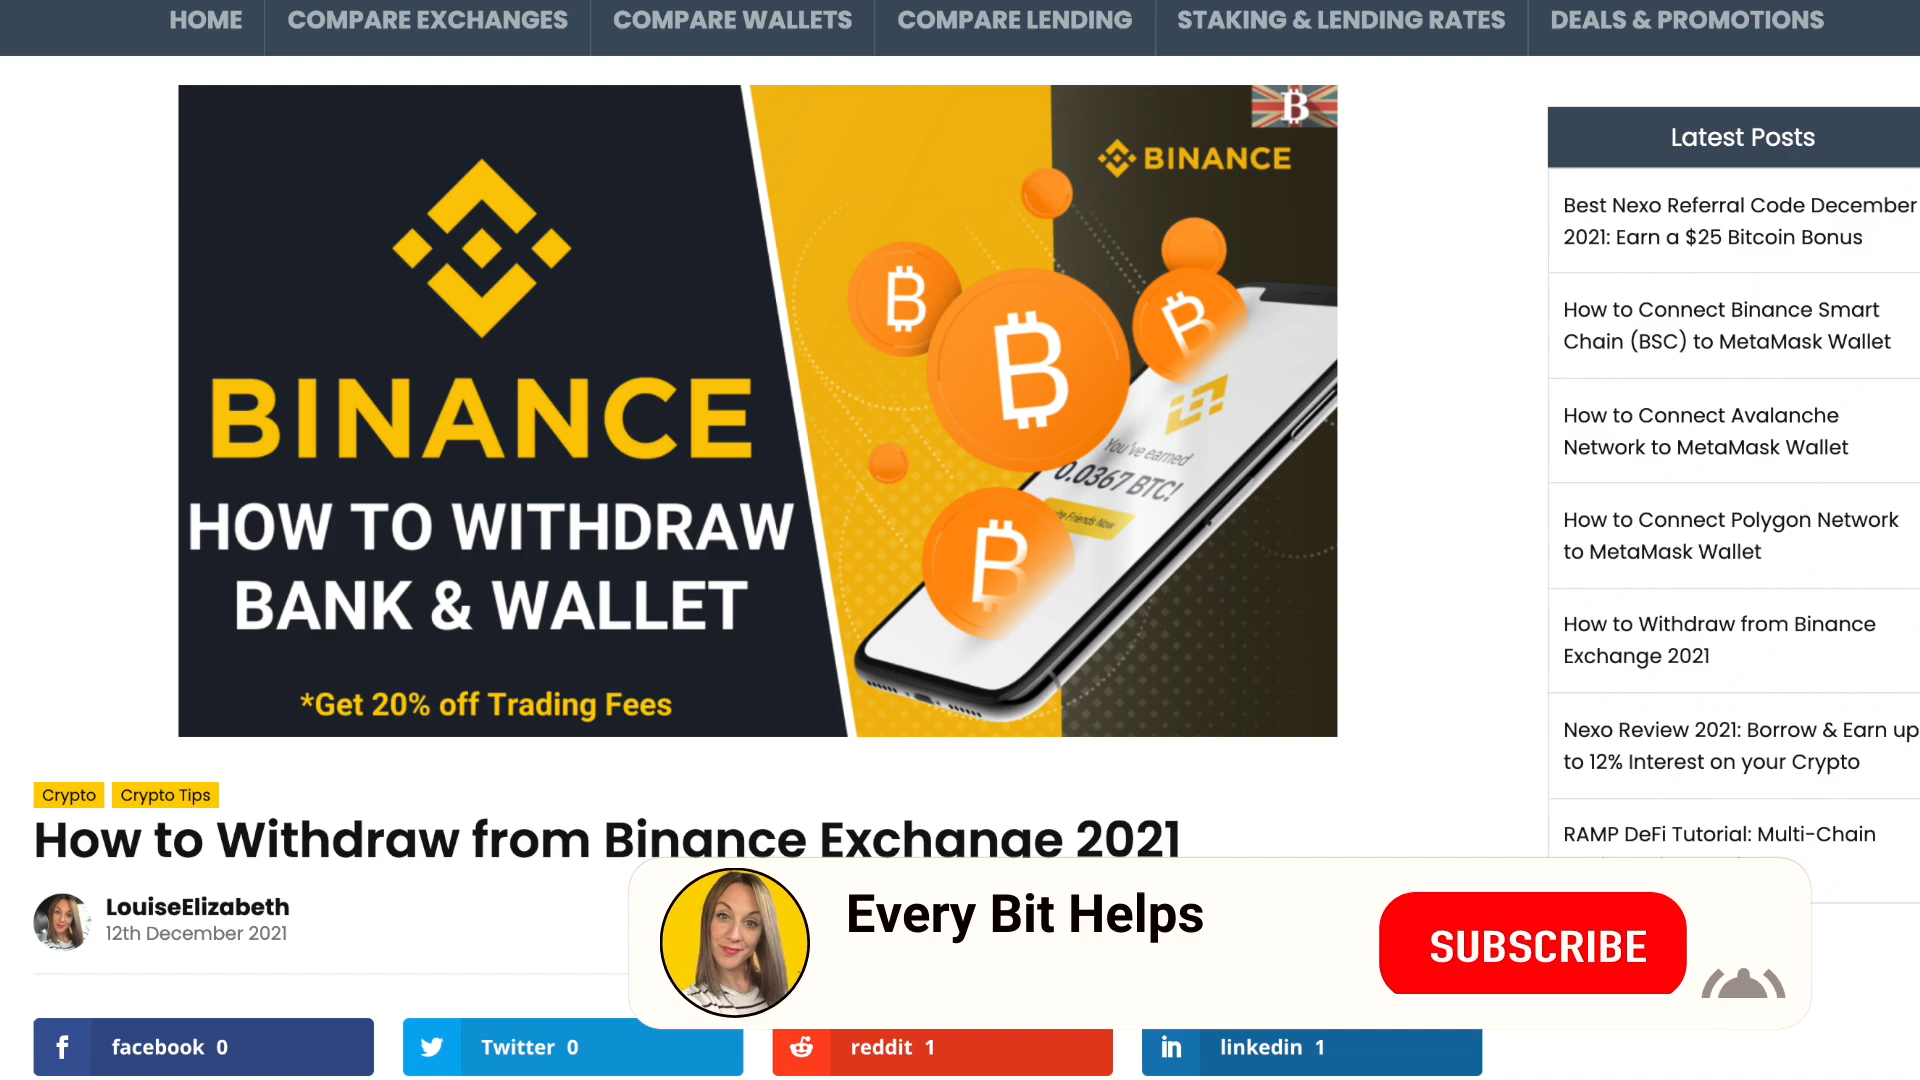 HOME COMPARE EXCHANGES COMPARE WALLETS COMPARE LENDING STAKING & LENDING RATES DEALS & PROMOTIONS
BINANCE
HOW TO WITHDRAW
BANK & WALLET
*Get 20% off Trading Fees
BINANCE
You've earned
0.0367 BTC!
Friends Now
Latest Posts
Best Nexo Referral Code December
2021: Earn a $25 Bitcoin Bonus
How to Connect Binance Smart
Chain (BSC) to MetaMask Wallet
How to Connect Avalanche
Network to MetaMask Wallet
How to Connect Polygon Network
to MetaMask Wallet
How to Withdraw from Binance
Exchange 2021
Nexo Review 2021: Borrow & Earn up
to 12% Interest on your Crypto
RAMP DeFi Tutorial: Multi-Chain
Crypto Crypto Tips
How to Withdraw from Binance Exchange 2021
LouiseElizabeth
12th December 2021
Every Bit Helps
SUBSCRIBE
facebook 0
Twitter 0
reddit 1
linkedin 1